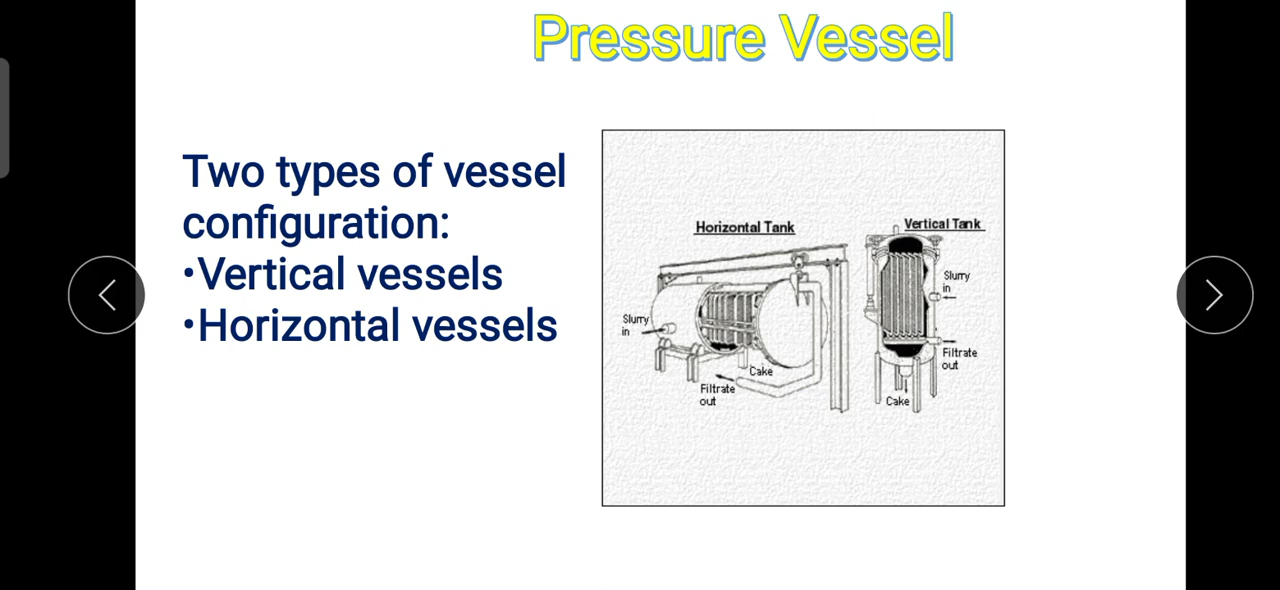 Pressure Vessel
Two types of vessel
configuration:
•Vertical vessels
•Horizontal vessels
Horizontal Tank
Slurry
in
Cake
Filtrate
out
Vertical Tank
Slurry
in
Filtrate
out
Cake